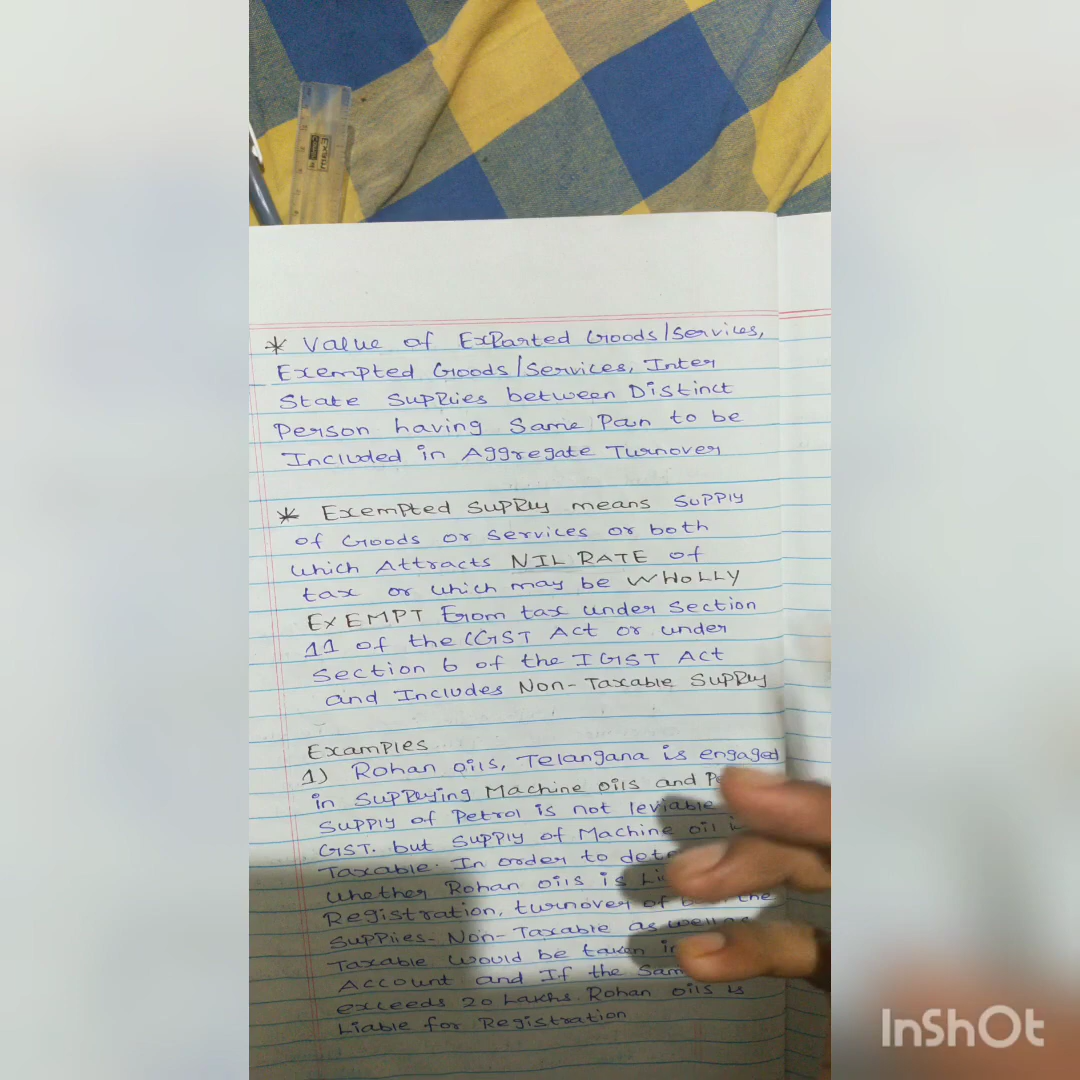 * Value of Exported Goods/Services,
Exempted Goods/Services, Inter
State Supplies between Distinct
Person having Same Pan to be
Included in Aggregate Turnover
* Exempted Supply means Supply
of Goods or Services or both
which Attracts NIL RATE of
tax or which may be WHOLLY
EXEMPT From tax under Section
11 of the CGST Act or under
Section 6 of the IGST Act
and Includes Non-Taxable Supply
Examples
1) Rohan oils, Telangana is engaged
in Supplying Machine oils and
Supply of Petrol is not leviable
GST. but Supply of Machine oil
Taxable. In order to
whether Rohan oils is
Registration, turnover of the
Supplies- Non-Taxable as well as
Taxable would be taken
Account and If the
exceeds 20 Lakhs. Rohan oils is
Liable for Registration
InShOt